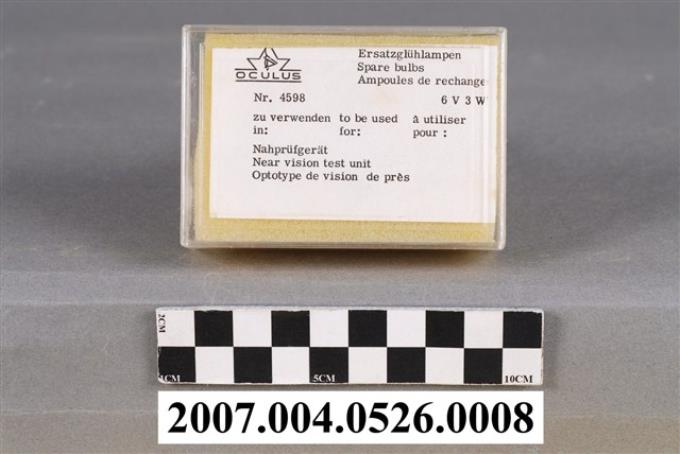 OCULUS
Ersatzglühlampen
Spare bulbs
Ampoules de rechange
Nr. 4598
6 V 3 W
zu verwenden to be used à utiliser
in: for: pour :
Nahprüfgerät
Near vision test unit
Optotype de vision de près
2CM
1CM 5CM 10CM
2007.004.0526.0008